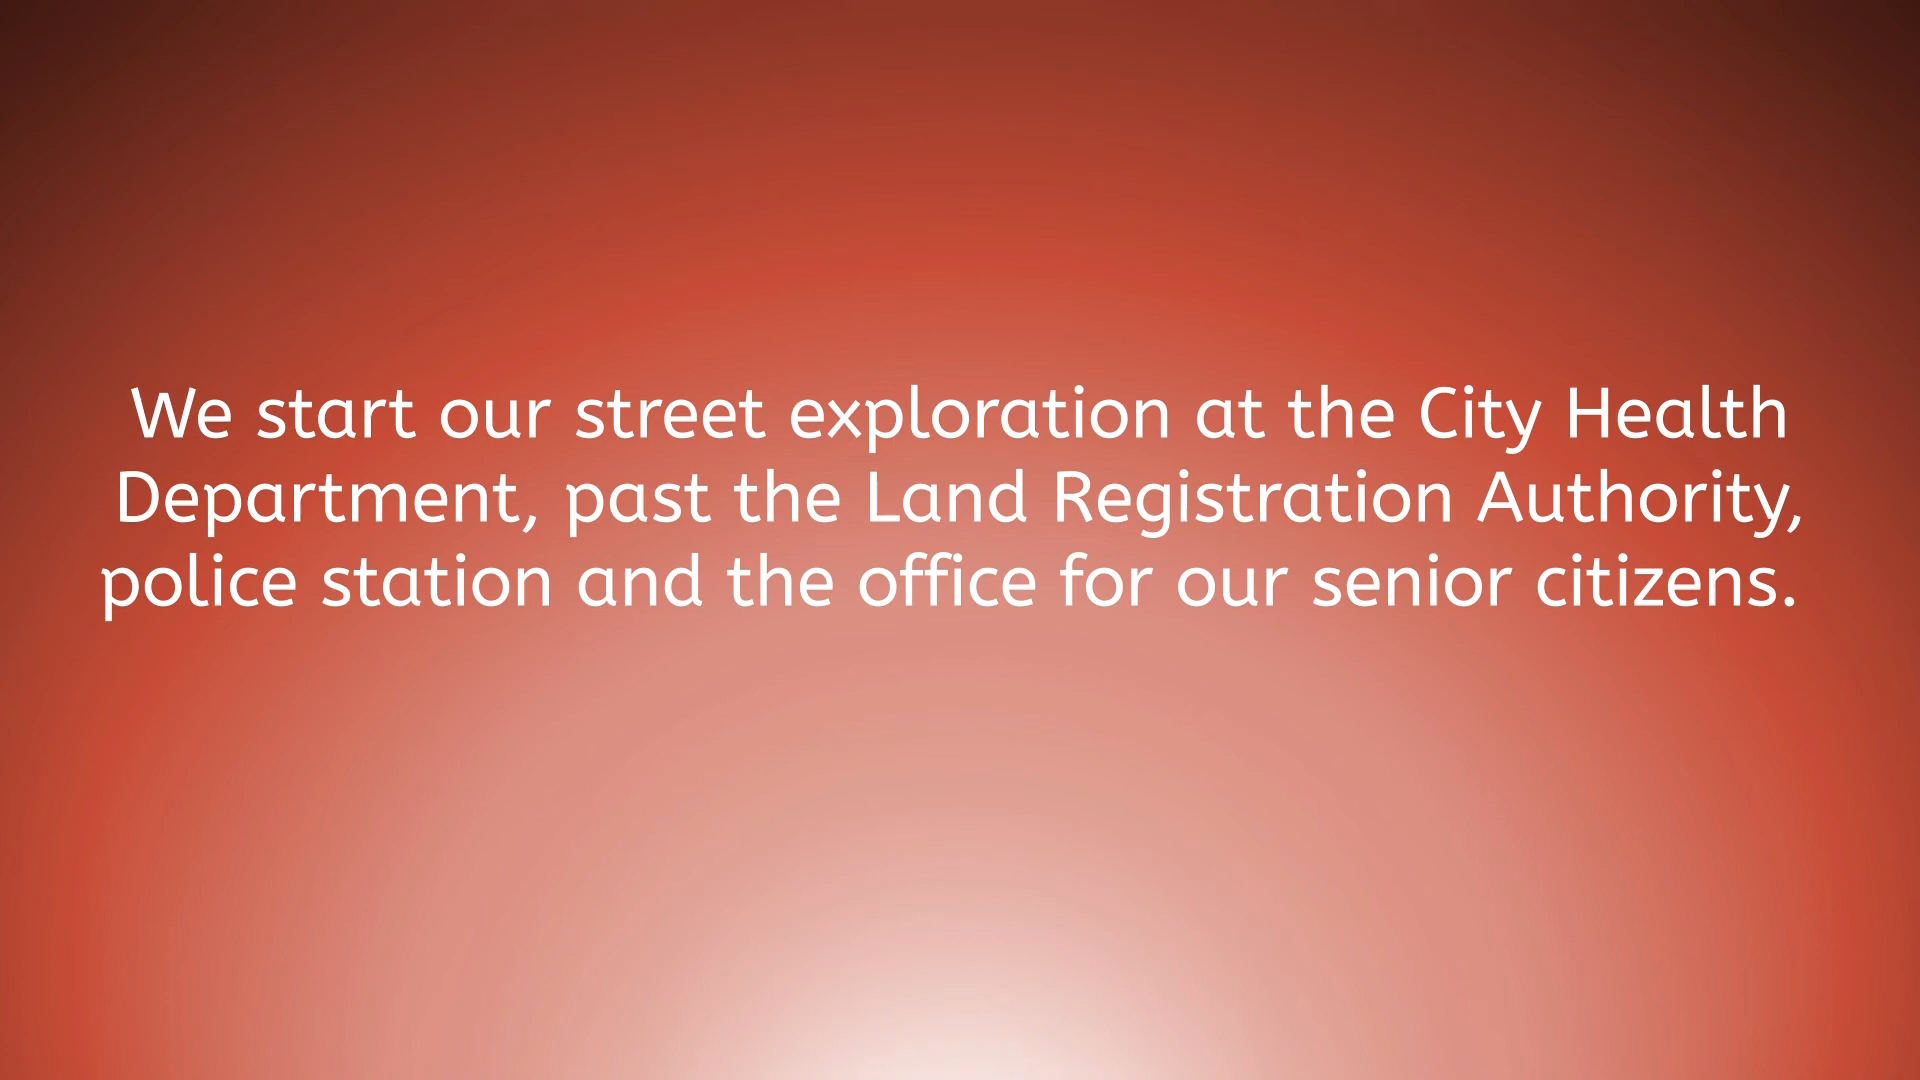 We start our street exploration at the City Health
Department, past the Land Registration Authority,
police station and the office for our senior citizens.